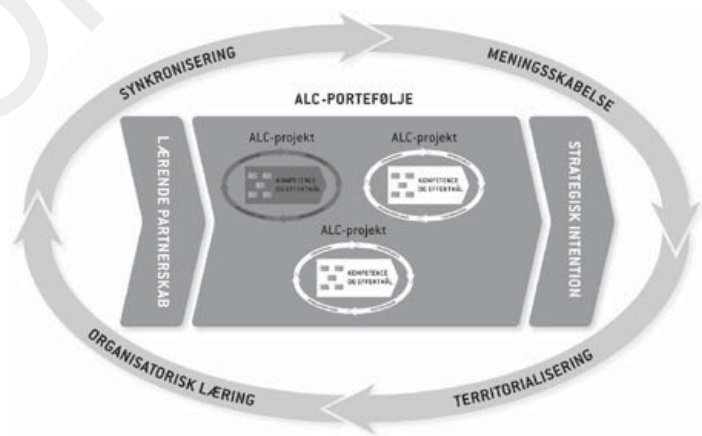 SYNKRONISERING
MENINGSSKABELSE
ALC-PORTEFØLJE
LÆRENDE PARTNERSKAB
ALC-projekt
KOMPETENCE
OG EFFEKTMÅL
ALC-projekt
KOMPETENCE
OG EFFEKTMÅL
ALC-projekt
KOMPETENCE
OG EFFEKTMÅL
STRATEGISK INTENTION
ORGANISATORISK LÆRING
TERRITORIALISERING